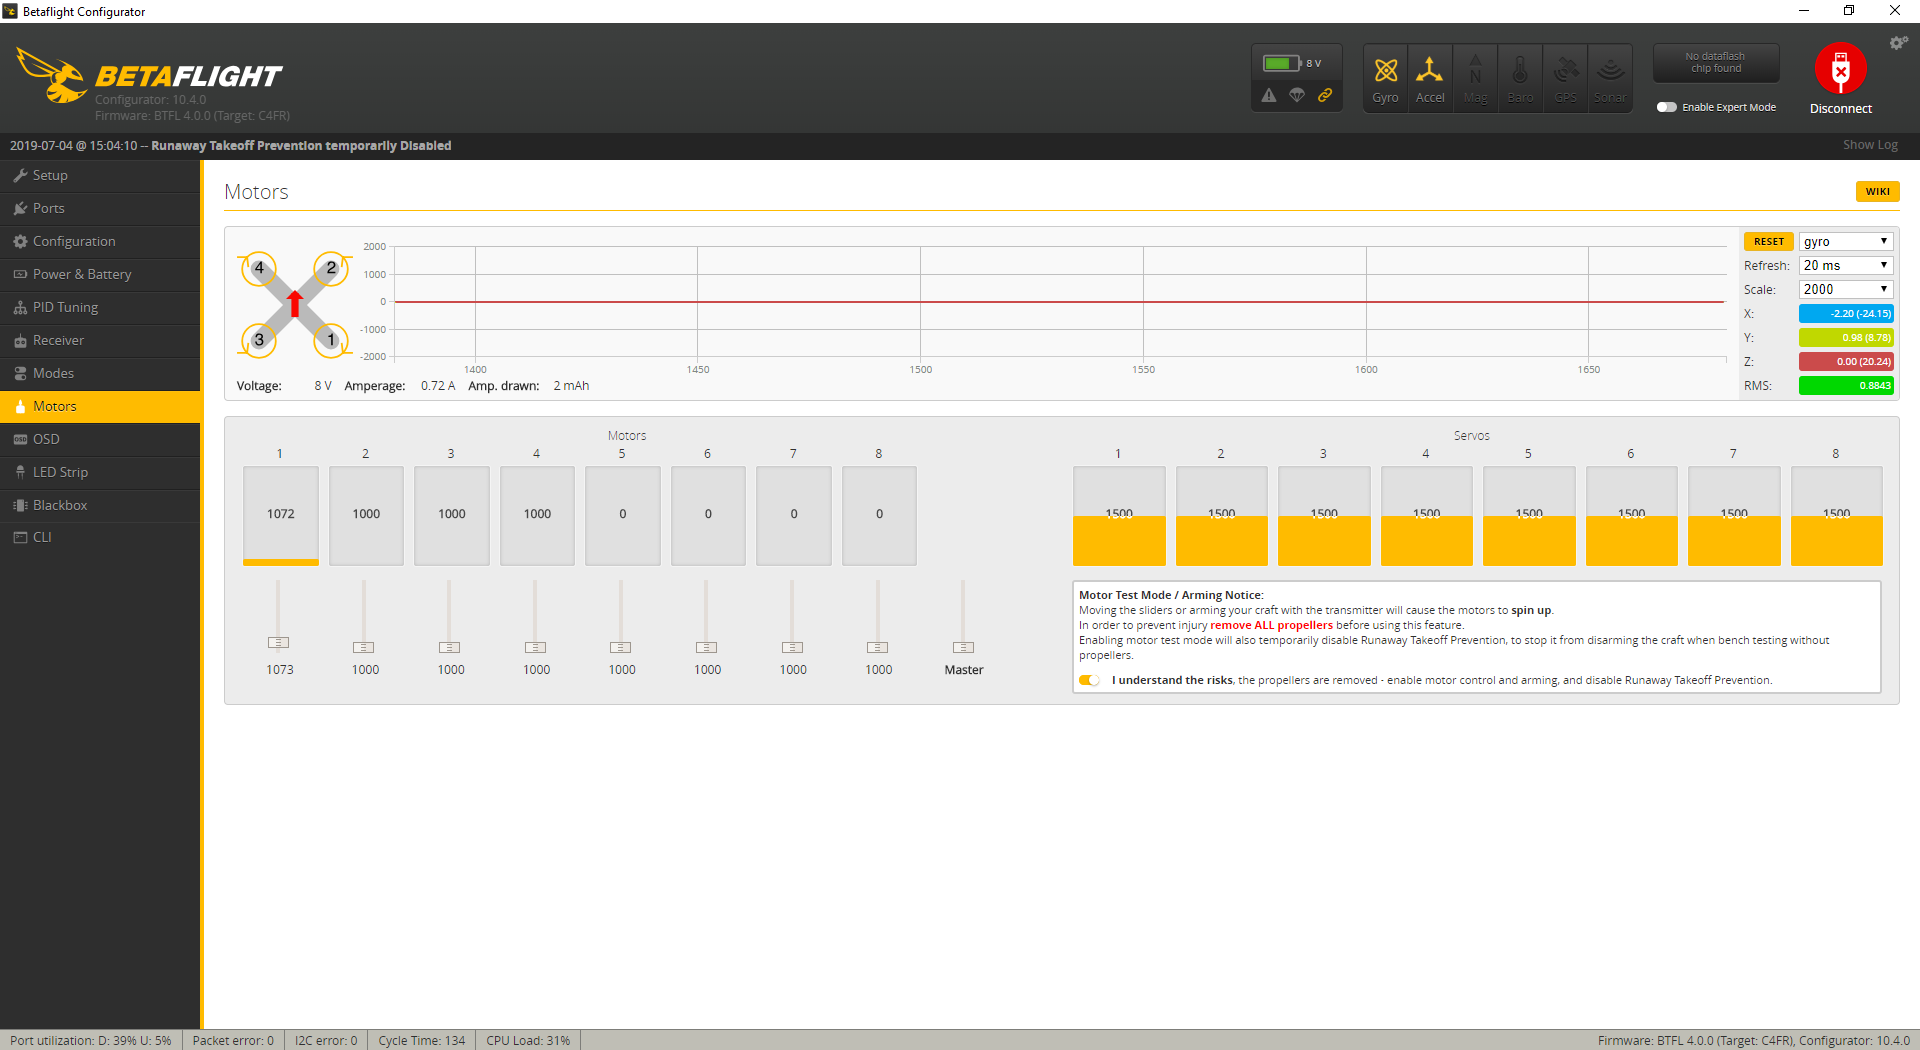 Betaflight Configurator
BETAFLIGHT
Configurator: 10.4.0
Firmware: BTFL 4.0.0 (Target: C4FR)
8 V
Gyro Accel Mag Baro GPS Sonar
No dataflash
chip found
Enable Expert Mode
Disconnect
2019-07-04 @ 15:04:10 -- Runaway Takeoff Prevention temporarily Disabled
Show Log
Setup
Ports
Configuration
Power & Battery
PID Tuning
Receiver
Modes
Motors
OSD
LED Strip
Blackbox
CLI
Motors
WIKI
4 2
3 1
2000
1000
0
-1000
-2000
1400 1450 1500 1550 1600 1650
Voltage: 8 V Amperage: 0.72 A Amp. drawn: 2 mAh
RESET gyro
Refresh: 20 ms
Scale: 2000
X: -2.20 (-24.15)
Y: 0.98 (8.78)
Z: 0.00 (20.24)
RMS: 0.8843
Motors
1 2 3 4 5 6 7 8
1072 1000 1000 1000 0 0 0 0
1073 1000 1000 1000 1000 1000 1000 1000 Master
Servos
1 2 3 4 5 6 7 8
1500 1500 1500 1500 1500 1500 1500 1500
Motor Test Mode / Arming Notice:
Moving the sliders or arming your craft with the transmitter will cause the motors to spin up.
In order to prevent injury remove ALL propellers before using this feature.
Enabling motor test mode will also temporarily disable Runaway Takeoff Prevention, to stop it from disarming the craft when bench testing without
propellers.
I understand the risks, the propellers are removed - enable motor control and arming, and disable Runaway Takeoff Prevention.
Port utilization: D: 39% U: 5% Packet error: 0 I2C error: 0 Cycle Time: 134 CPU Load: 31%
Firmware: BTFL 4.0.0 (Target: C4FR), Configurator: 10.4.0